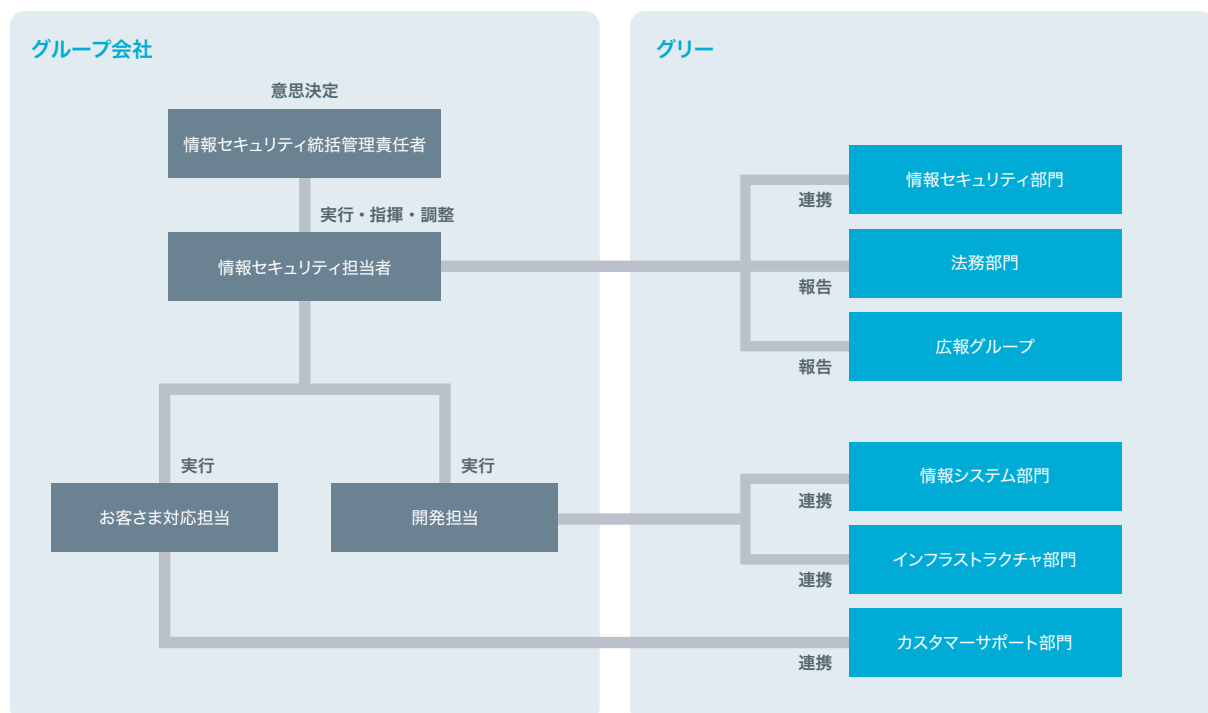 グループ会社
意思決定
情報セキュリティ統括管理責任者
実行・指揮・調整
情報セキュリティ担当者
実行
実行
お客さま対応担当
開発担当
グリー
情報セキュリティ部門
連携
法務部門
報告
広報グループ
報告
情報システム部門
連携
インフラストラクチャ部門
連携
カスタマーサポート部門
連携